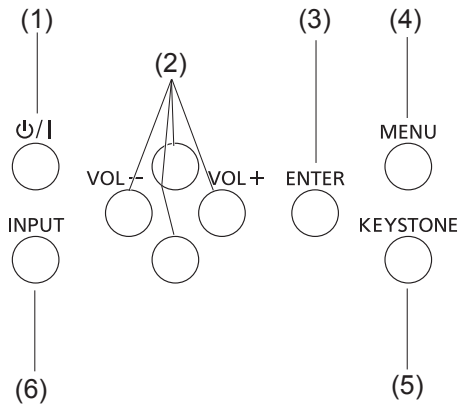 (1)
(2)
(3)
(4)
⏻/I
MENU
VOL− VOL+ ENTER
INPUT
KEYSTONE
(5)
(6)